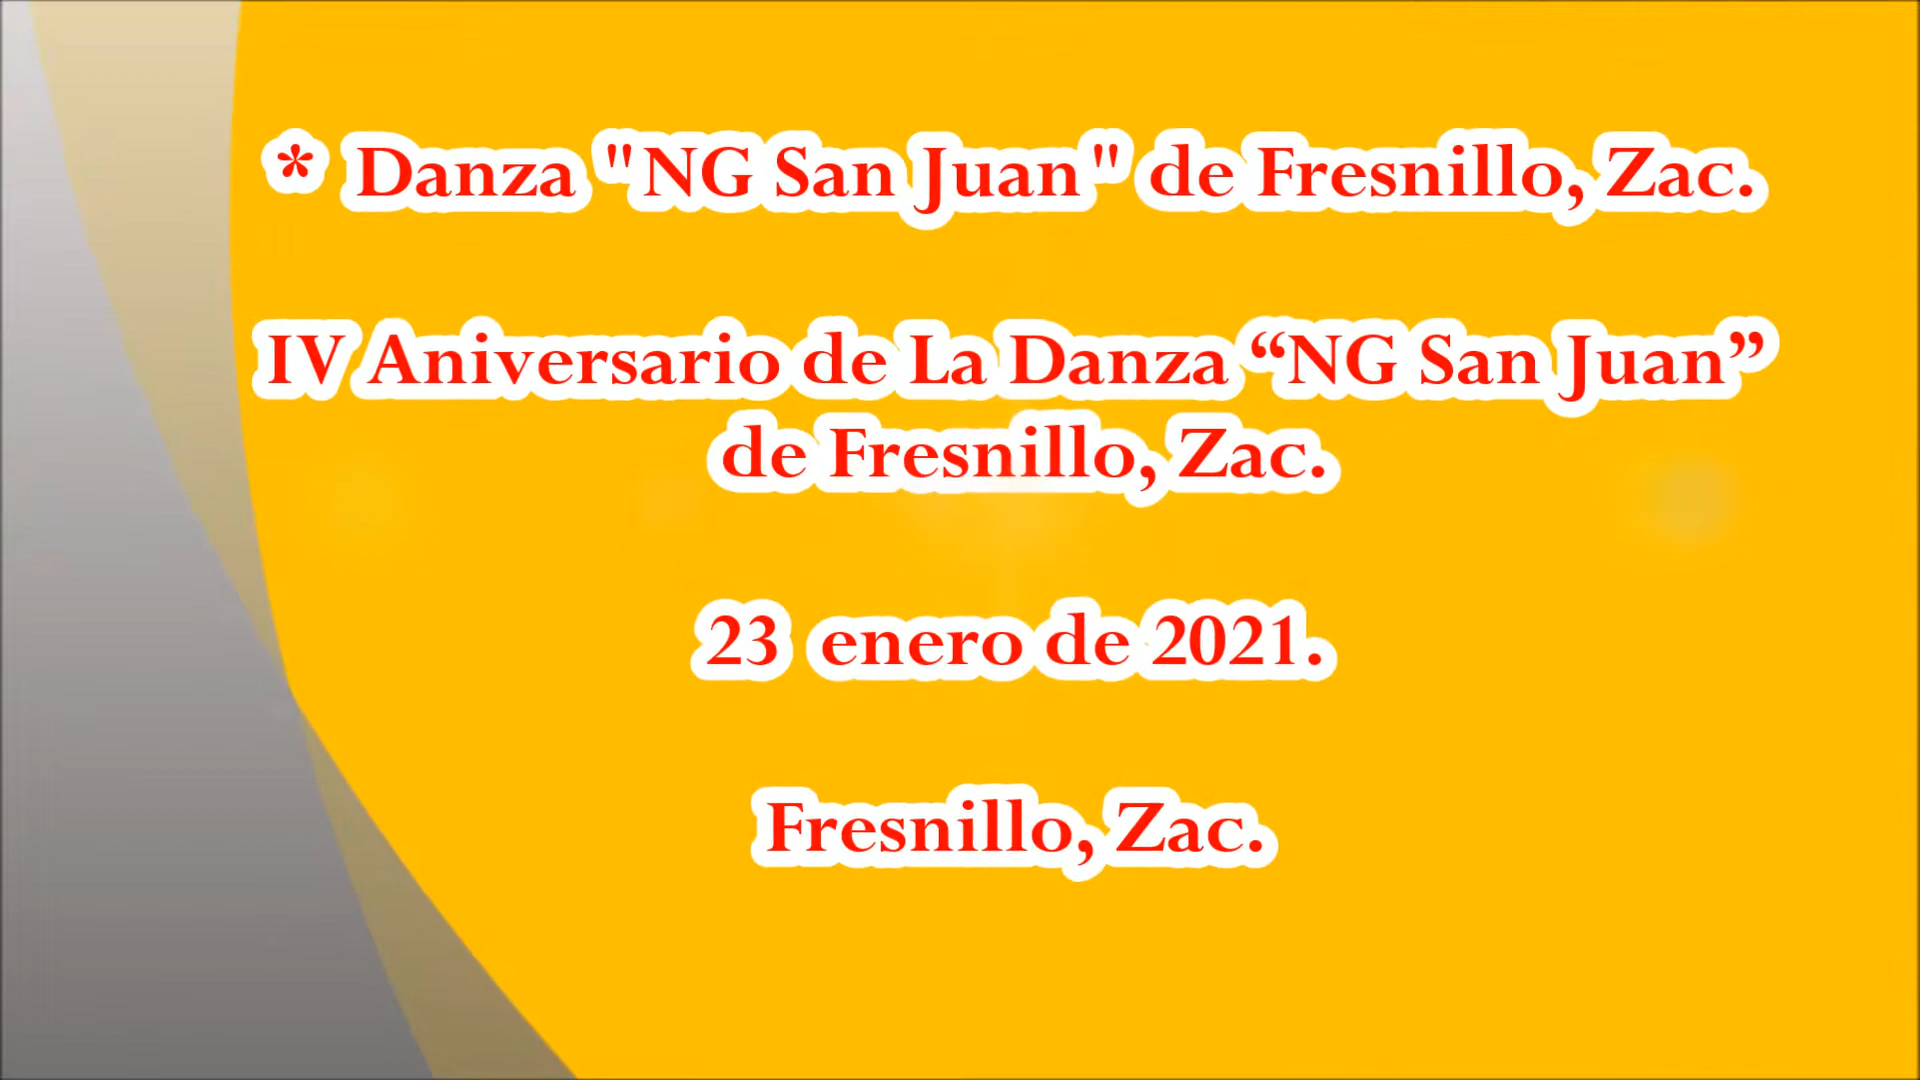 * Danza "NG San Juan" de Fresnillo, Zac.
IV Aniversario de La Danza “NG San Juan”
de Fresnillo, Zac.
23 enero de 2021.
Fresnillo, Zac.